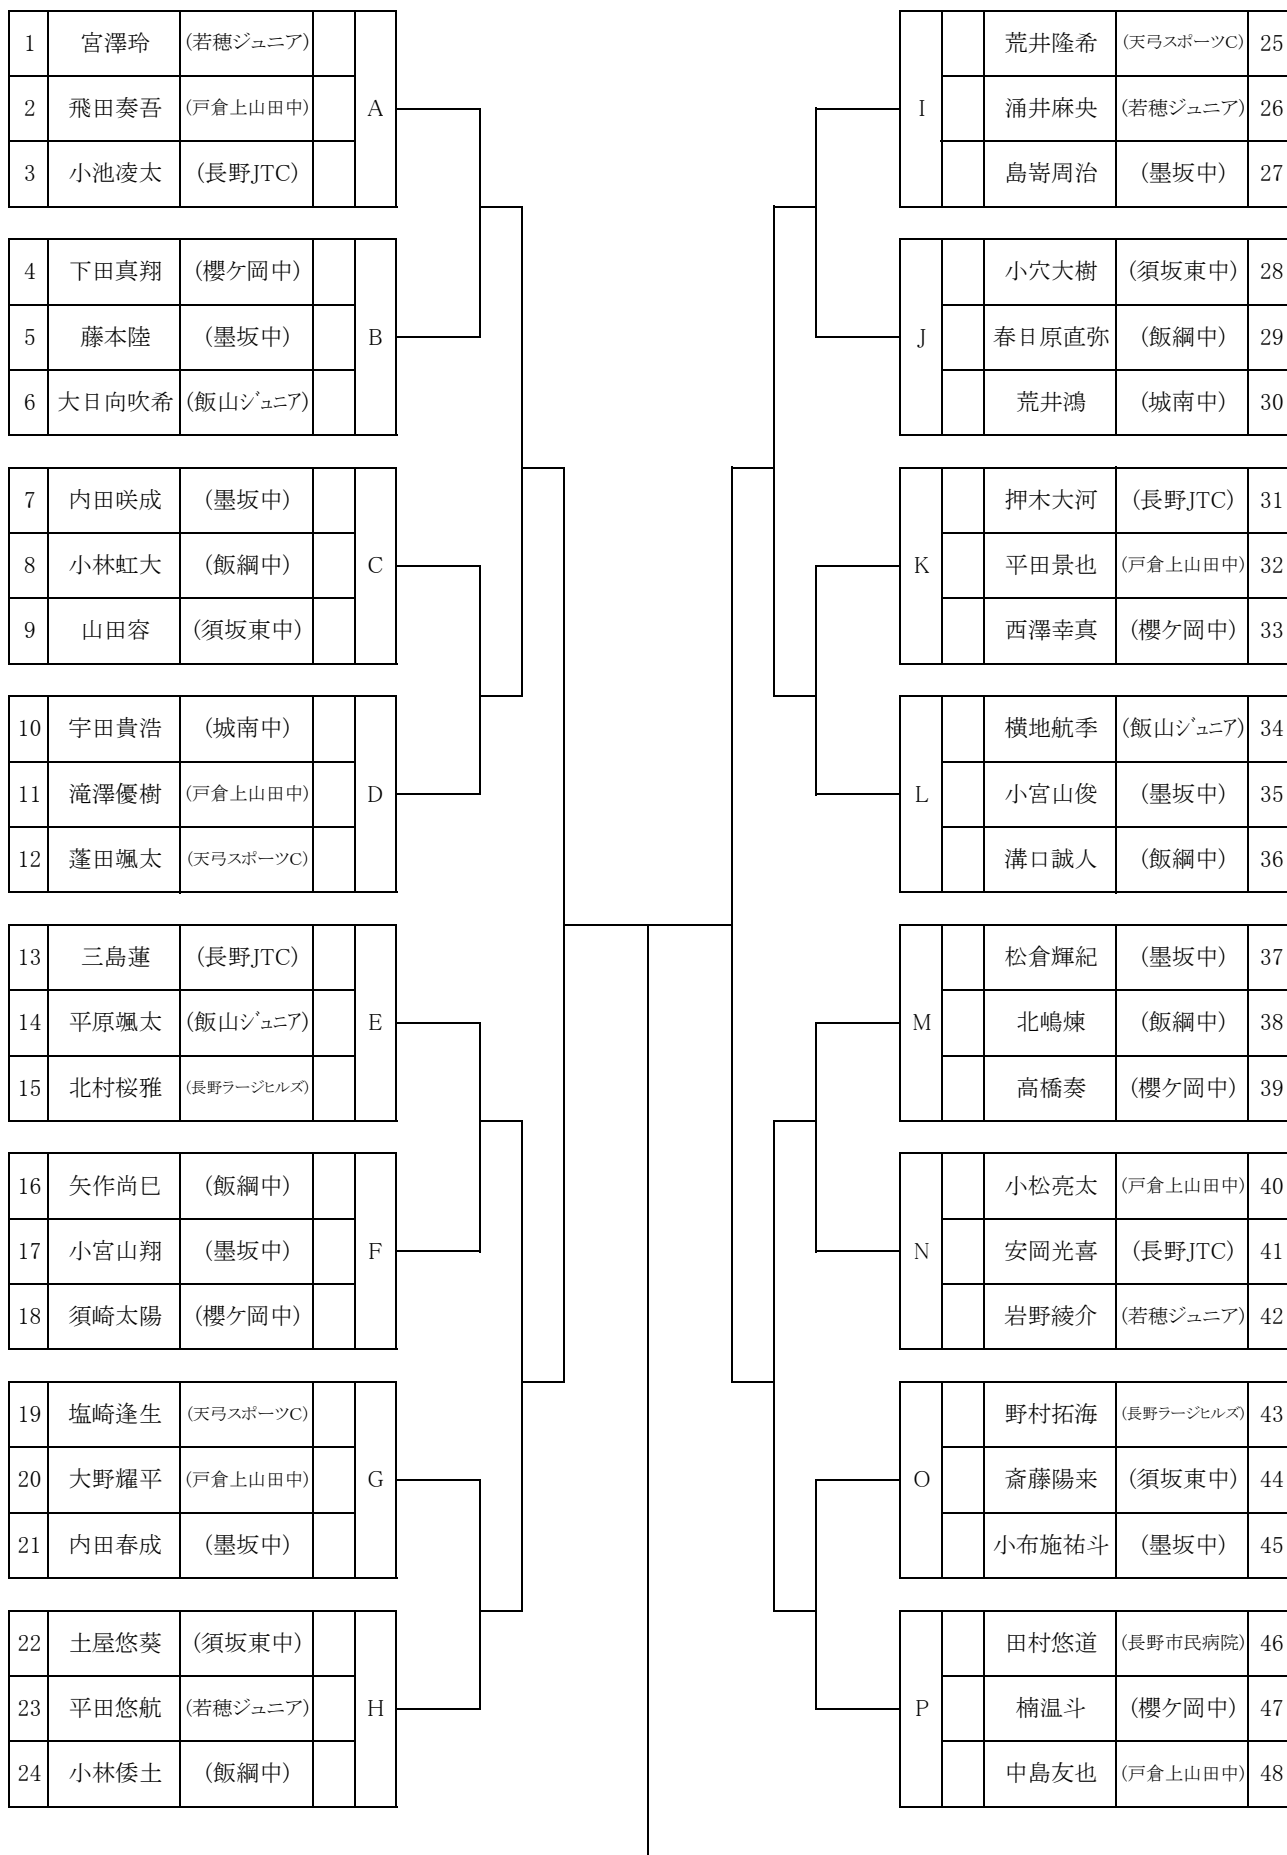 1 宮澤玲 (若穂ジュニア)
2 飛田奏吾 (戸倉上山田中) A
3 小池凌太 (長野JTC)
4 下田真翔 (櫻ケ岡中)
5 藤本陸 (墨坂中) B
6 大日向吹希 (飯山ジュニア)
7 内田咲成 (墨坂中)
8 小林虹大 (飯綱中) C
9 山田容 (須坂東中)
10 宇田貴浩 (城南中)
11 滝澤優樹 (戸倉上山田中) D
12 蓬田颯太 (天弓スポーツC)
13 三島蓮 (長野JTC)
14 平原颯太 (飯山ジュニア) E
15 北村桜雅 (長野ラージヒルズ)
16 矢作尚巳 (飯綱中)
17 小宮山翔 (墨坂中) F
18 須崎太陽 (櫻ケ岡中)
19 塩崎逢生 (天弓スポーツC)
20 大野耀平 (戸倉上山田中) G
21 内田春成 (墨坂中)
22 土屋悠葵 (須坂東中)
23 平田悠航 (若穂ジュニア) H
24 小林倭士 (飯綱中)
荒井隆希 (天弓スポーツC) 25
I 涌井麻央 (若穂ジュニア) 26
島嵜周治 (墨坂中) 27
小穴大樹 (須坂東中) 28
J 春日原直弥 (飯綱中) 29
荒井鴻 (城南中) 30
押木大河 (長野JTC) 31
K 平田景也 (戸倉上山田中) 32
西澤幸真 (櫻ケ岡中) 33
横地航季 (飯山ジュニア) 34
L 小宮山俊 (墨坂中) 35
溝口誠人 (飯綱中) 36
松倉輝紀 (墨坂中) 37
M 北嶋煉 (飯綱中) 38
高橋奏 (櫻ケ岡中) 39
小松亮太 (戸倉上山田中) 40
N 安岡光喜 (長野JTC) 41
岩野綾介 (若穂ジュニア) 42
野村拓海 (長野ラージヒルズ) 43
O 斎藤陽来 (須坂東中) 44
小布施祐斗 (墨坂中) 45
田村悠道 (長野市民病院) 46
P 楠温斗 (櫻ケ岡中) 47
中島友也 (戸倉上山田中) 48